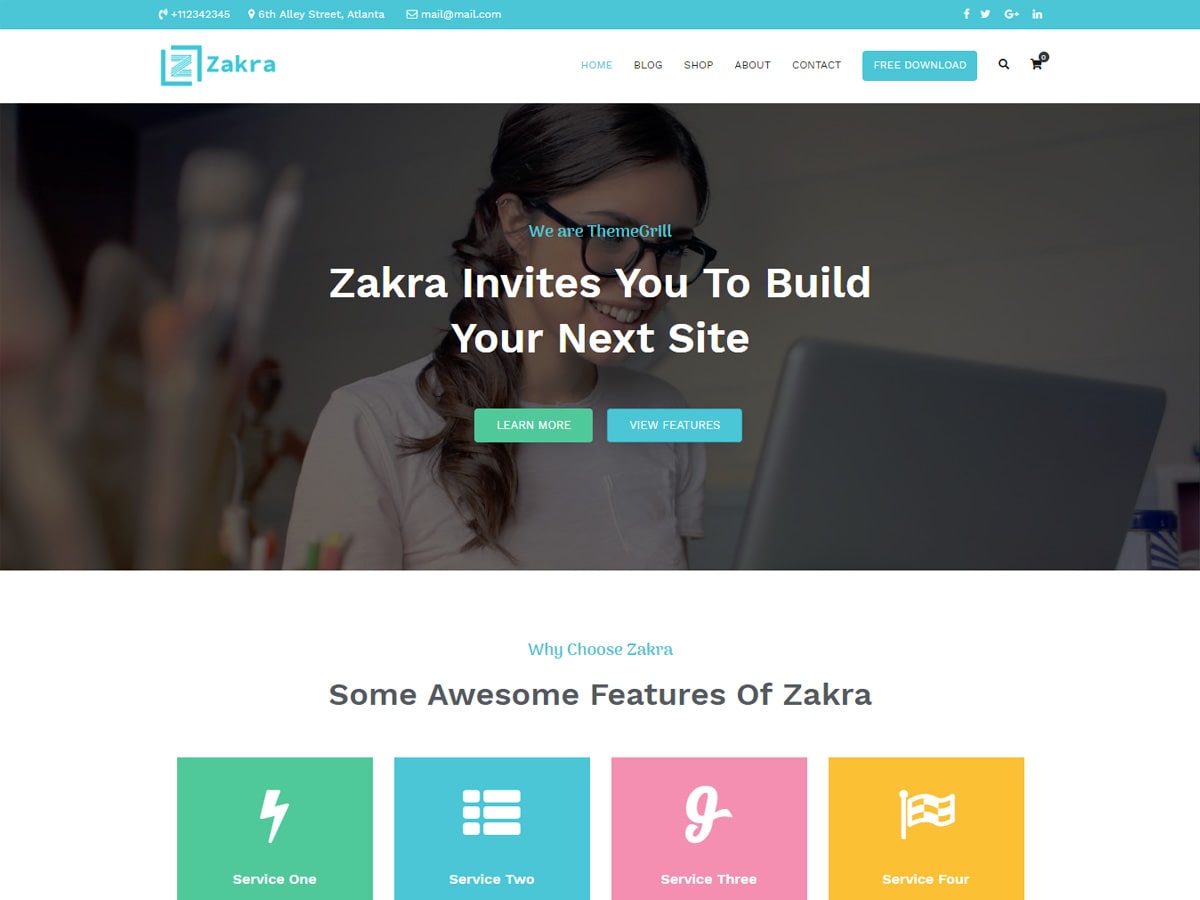 +112342345 6th Alley Street, Atlanta mail@mail.com
Zakra
HOME BLOG SHOP ABOUT CONTACT FREE DOWNLOAD 0
We are ThemeGrill
Zakra Invites You To Build
Your Next Site
LEARN MORE VIEW FEATURES
Why Choose Zakra
Some Awesome Features Of Zakra
Service One Service Two Service Three Service Four